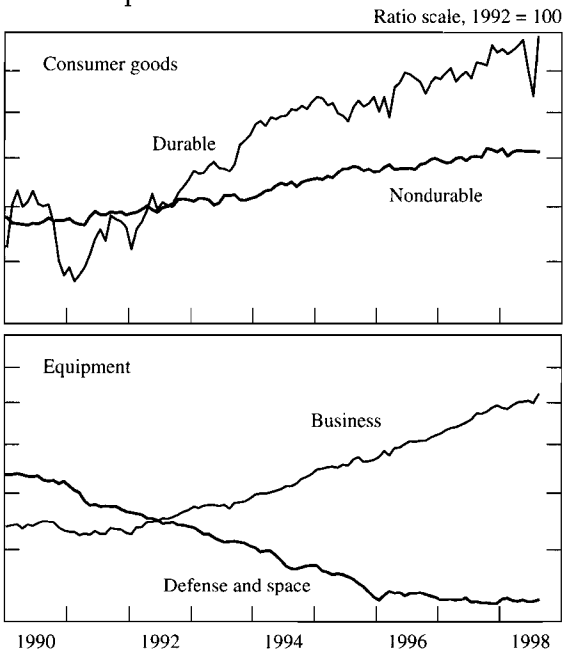 Ratio scale, 1992 = 100
Consumer goods
Durable
Nondurable
Equipment
Business
Defense and space
1990 1992 1994 1996 1998